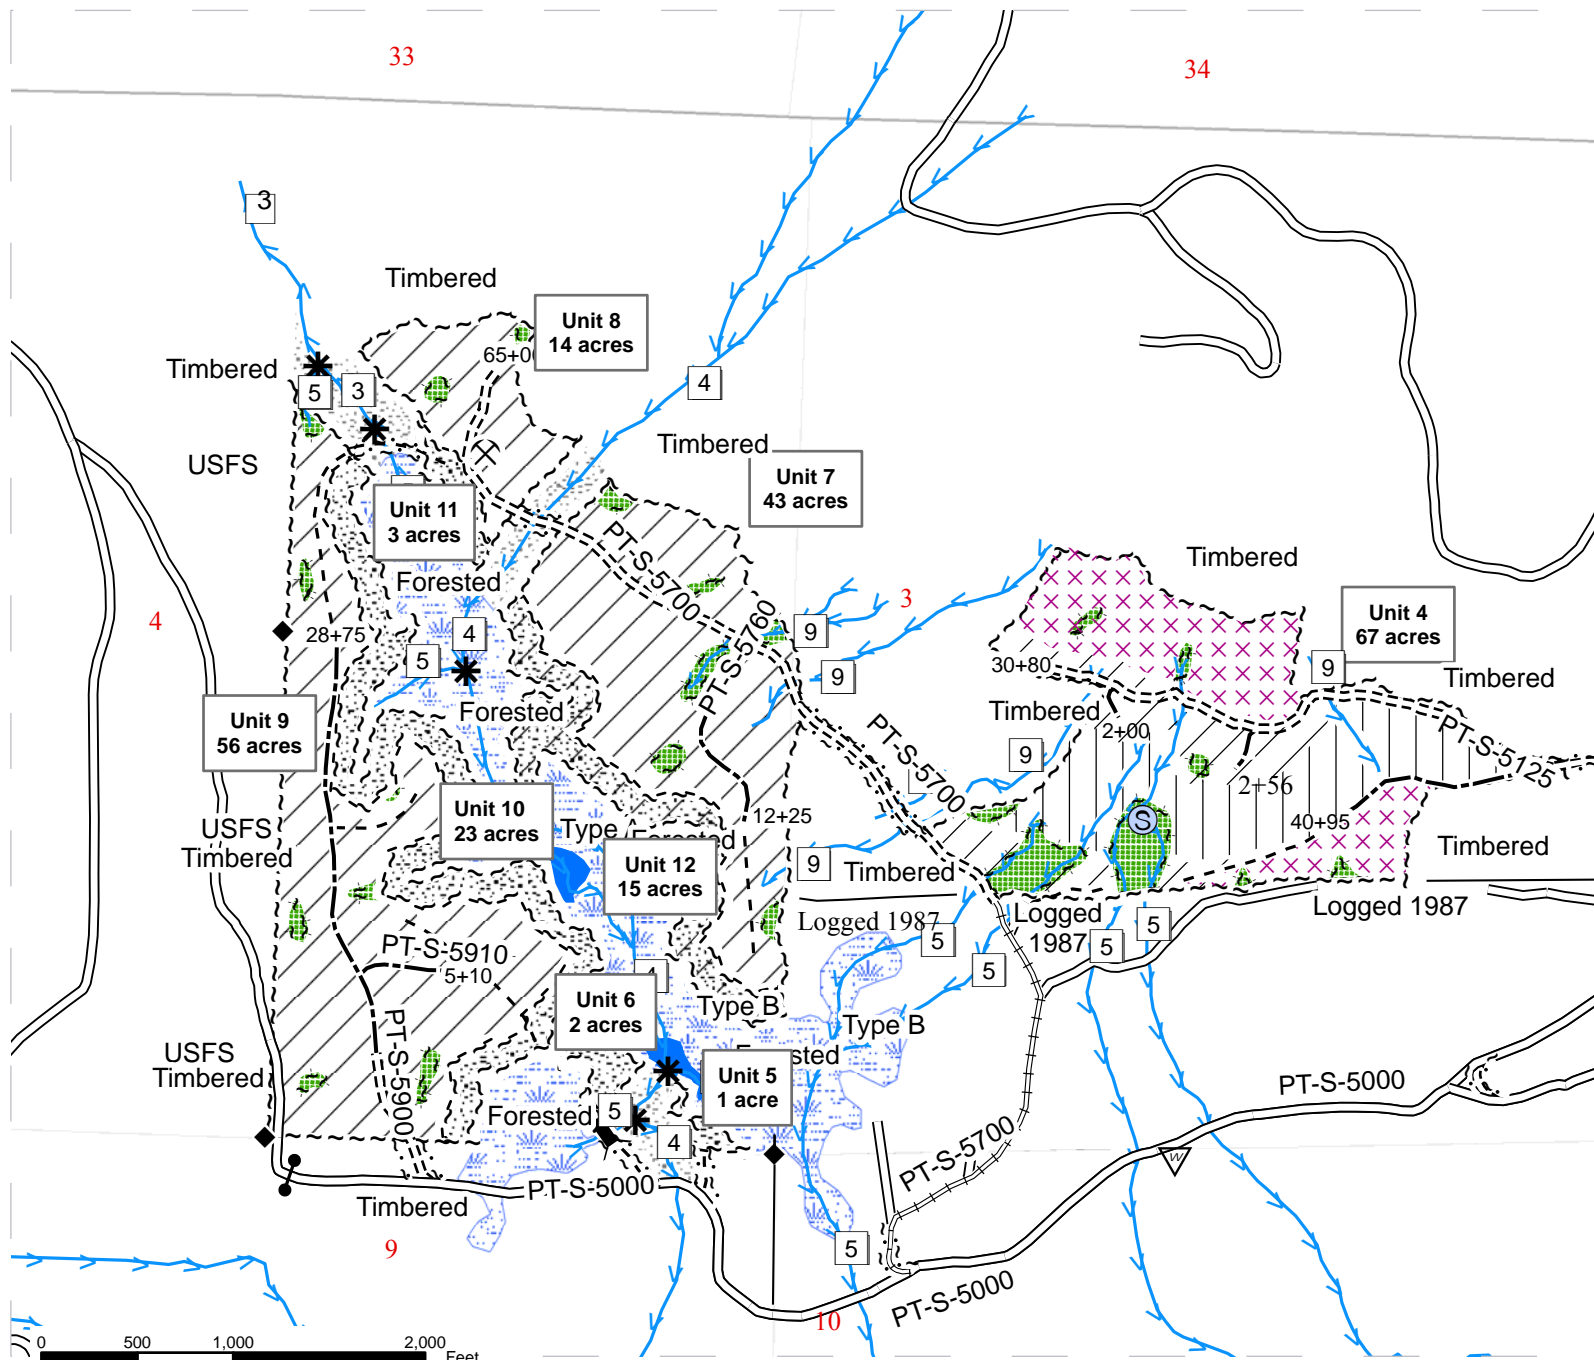 33
34
3
Timbered
Unit 8
14 acres
65+0
Timbered
5
3
4
Timbered
USFS
Unit 7
43 acres
Unit 11
3 acres
PT-S-5700
Timbered
Forested
3
Unit 4
67 acres
4
28+75
4
5
PT-S-5760
9
9
30+80
9
Timbered
Unit 9
56 acres
Forested
Timbered
2+00
PT-S-5700
9
PT-S-5125
2+56
Unit 10
23 acres
Type
Forested
12+25
S
40+95
USFS
Timbered
Unit 12
15 acres
9
Timbered
Timbered
Logged 1987
Logged
1987
Logged 1987
5
5
5
5
PT-S-5910
5+10
4
Unit 6
2 acres
Type B
Type B
Forested
PT-S-5900
USFS
Timbered
Unit 5
1 acre
PT-S-5000
Forested
5
4
PT-S-5700
W
PT-S-5000
Timbered
9
5
PT-S-5000
10
0 500 1,000 2,000
Feet